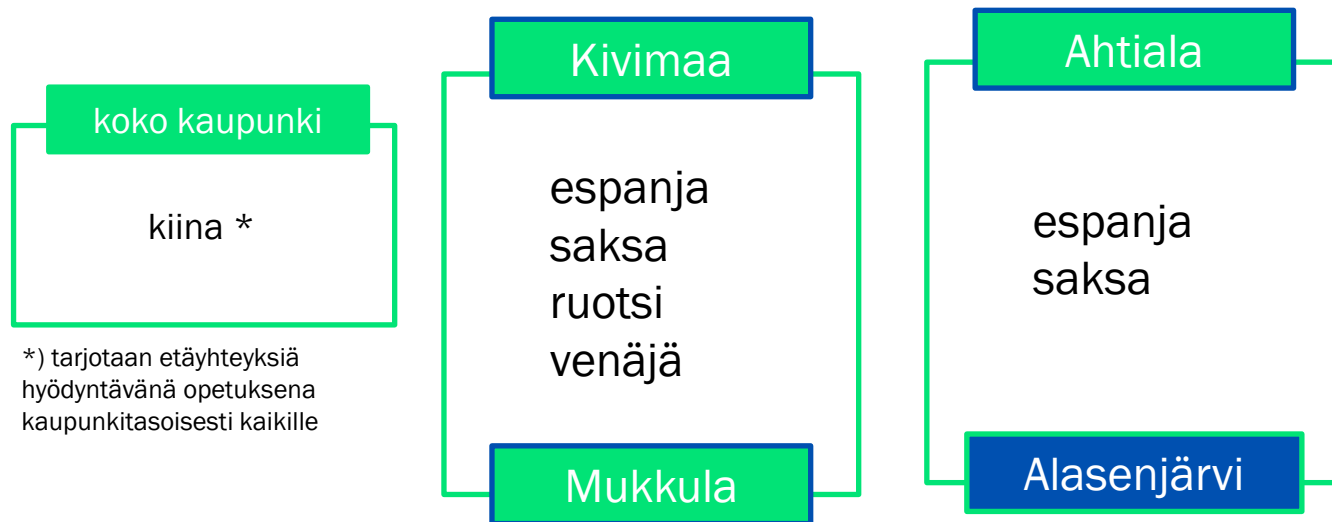 koko kaupunki
kiina *
*) tarjotaan etäyhteyksiä
hyödyntävänä opetuksena
kaupunkitasoisesti kaikille
Kivimaa
espanja
saksa
ruotsi
venäjä
Mukkula
Ahtiala
espanja
saksa
Alasenjärvi